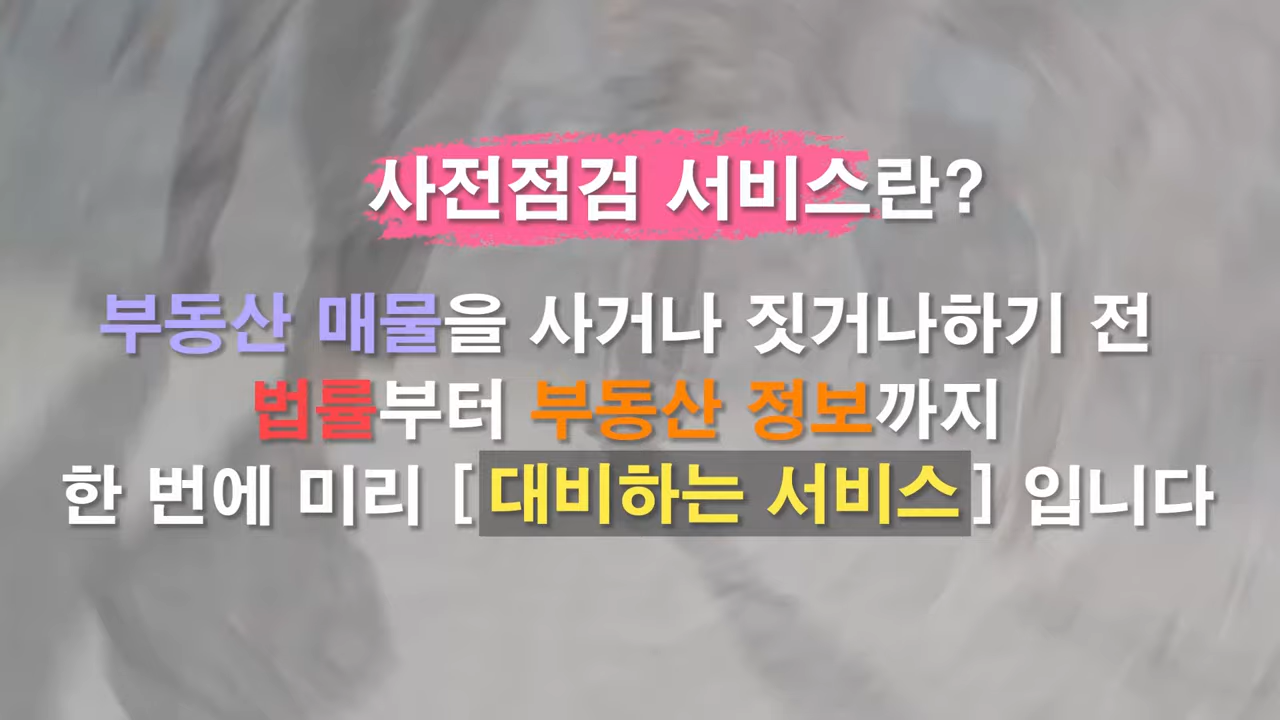 사전점검 서비스란?
부동산 매물을 사거나 짓거나하기 전
법률부터 부동산 정보까지
한 번에 미리 [대비하는 서비스] 입니다